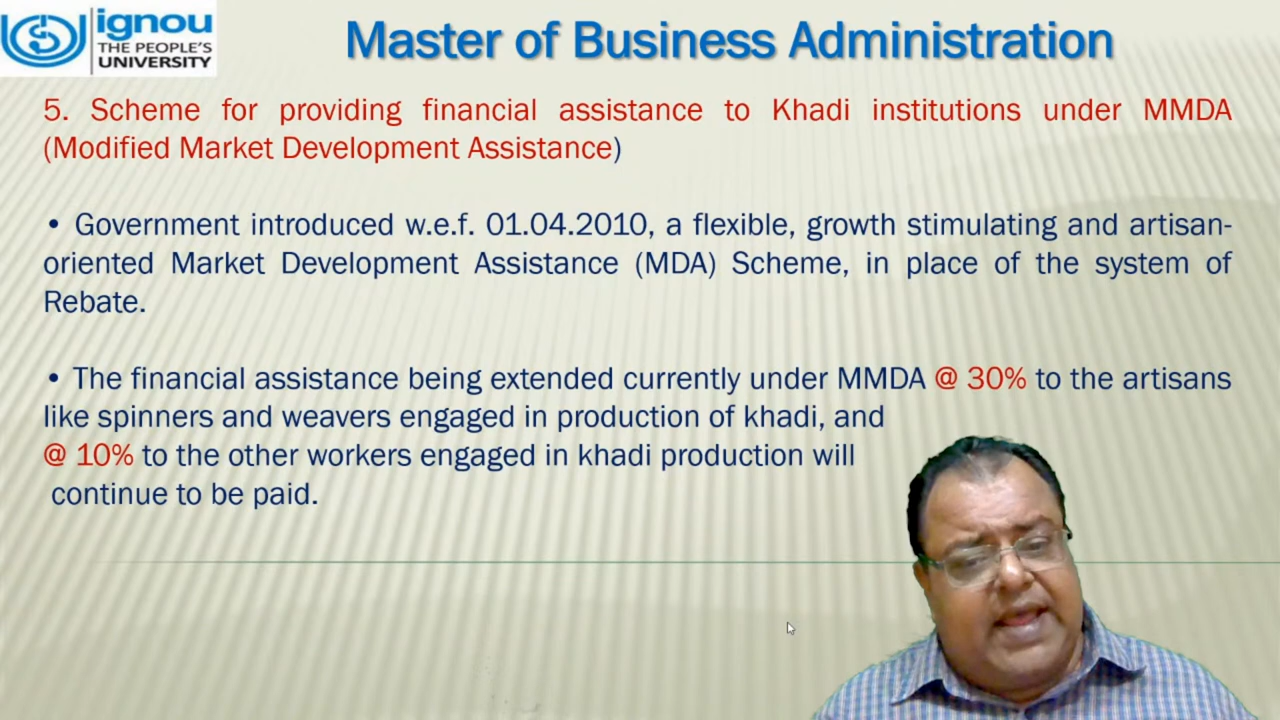 ignou
THE PEOPLE'S
UNIVERSITY
Master of Business Administration
5. Scheme for providing financial assistance to Khadi institutions under MMDA
(Modified Market Development Assistance)
• Government introduced w.e.f. 01.04.2010, a flexible, growth stimulating and artisan-
oriented Market Development Assistance (MDA) Scheme, in place of the system of
Rebate.
• The financial assistance being extended currently under MMDA @ 30% to the artisans
like spinners and weavers engaged in production of khadi, and
@ 10% to the other workers engaged in khadi production will
continue to be paid.